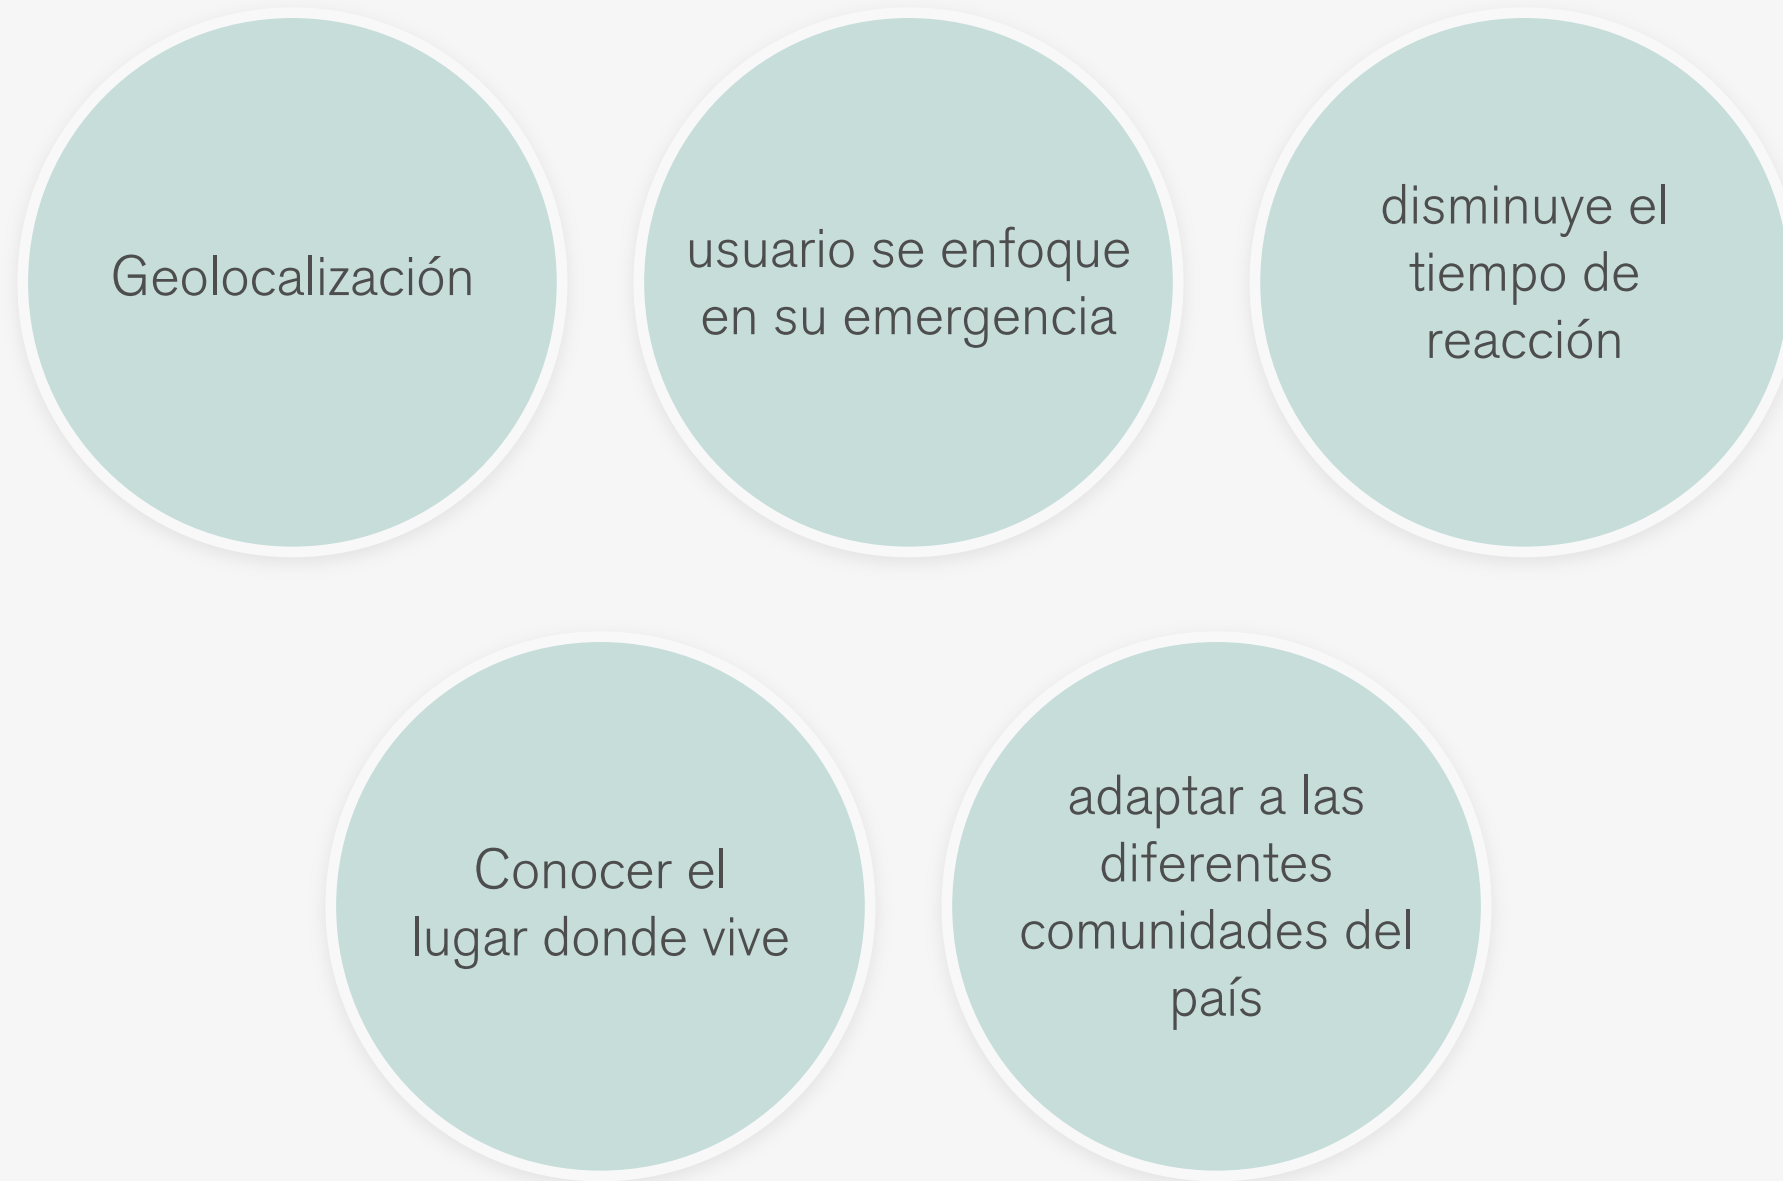 Geolocalización
usuario se enfoque
en su emergencia
disminuye el
tiempo de
reacción
Conocer el
lugar donde vive
adaptar a las
diferentes
comunidades del
país